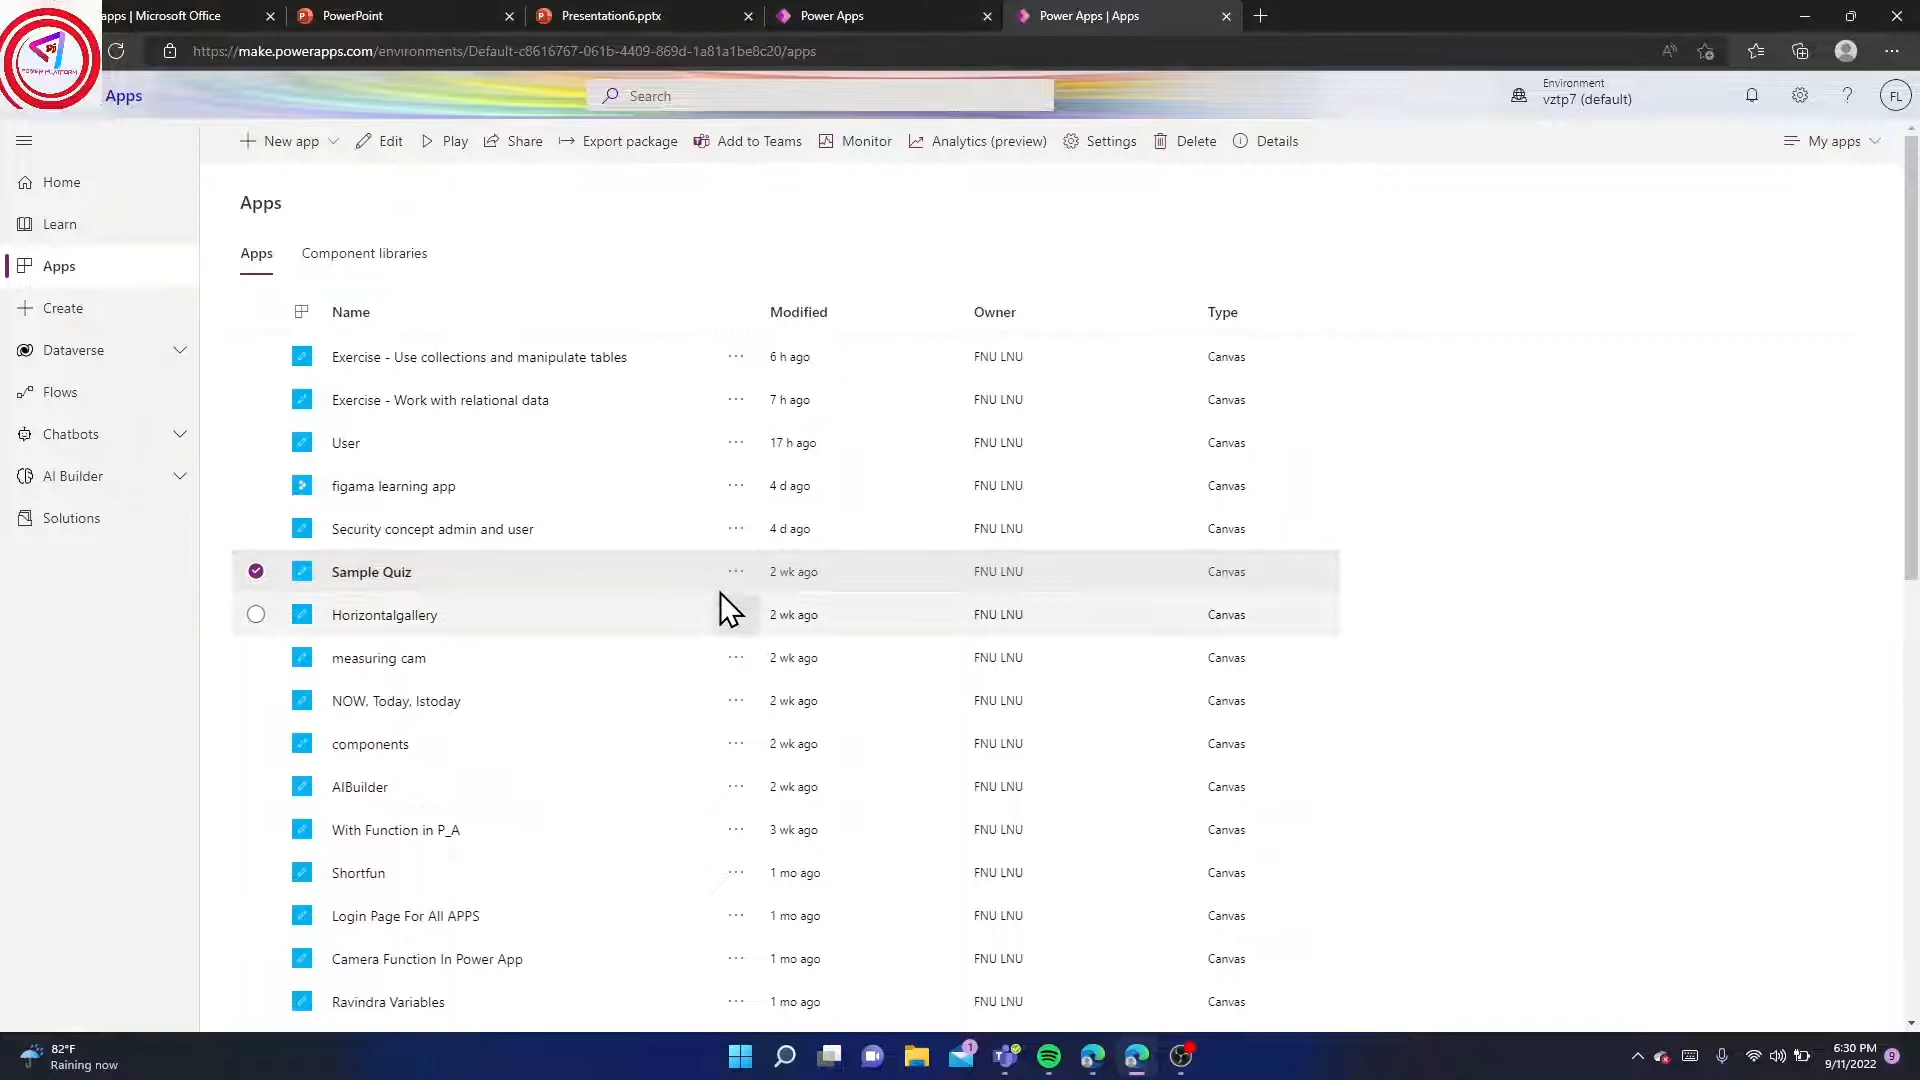 apps | Microsoft Office
PowerPoint
Presentation6.pptx
Power Apps
Power Apps | Apps
https://make.powerapps.com/environments/Default-c8616767-061b-4409-869d-1a81a1be8c20/apps
POWER PLATFORM
Apps
Search
Environment
vztp7 (default)
FL
New app
Edit
Play
Share
Export package
Add to Teams
Monitor
Analytics (preview)
Settings
Delete
Details
My apps
Home
Learn
Apps
Create
Dataverse
Flows
Chatbots
AI Builder
Solutions
Apps
Apps Component libraries
Name Modified Owner Type
Exercise - Use collections and manipulate tables ... 6 h ago FNU LNU Canvas
Exercise - Work with relational data ... 7 h ago FNU LNU Canvas
User ... 17 h ago FNU LNU Canvas
figama learning app ... 4 d ago FNU LNU Canvas
Security concept admin and user ... 4 d ago FNU LNU Canvas
Sample Quiz ... 2 wk ago FNU LNU Canvas
Horizontalgallery 2 wk ago FNU LNU Canvas
measuring cam ... 2 wk ago FNU LNU Canvas
NOW, Today, Istoday ... 2 wk ago FNU LNU Canvas
components ... 2 wk ago FNU LNU Canvas
AIBuilder ... 2 wk ago FNU LNU Canvas
With Function in P_A ... 3 wk ago FNU LNU Canvas
Shortfun ... 1 mo ago FNU LNU Canvas
Login Page For All APPS ... 1 mo ago FNU LNU Canvas
Camera Function In Power App ... 1 mo ago FNU LNU Canvas
Ravindra Variables ... 1 mo ago FNU LNU Canvas
82°F
Raining now
1
6:30 PM
9/11/2022
9